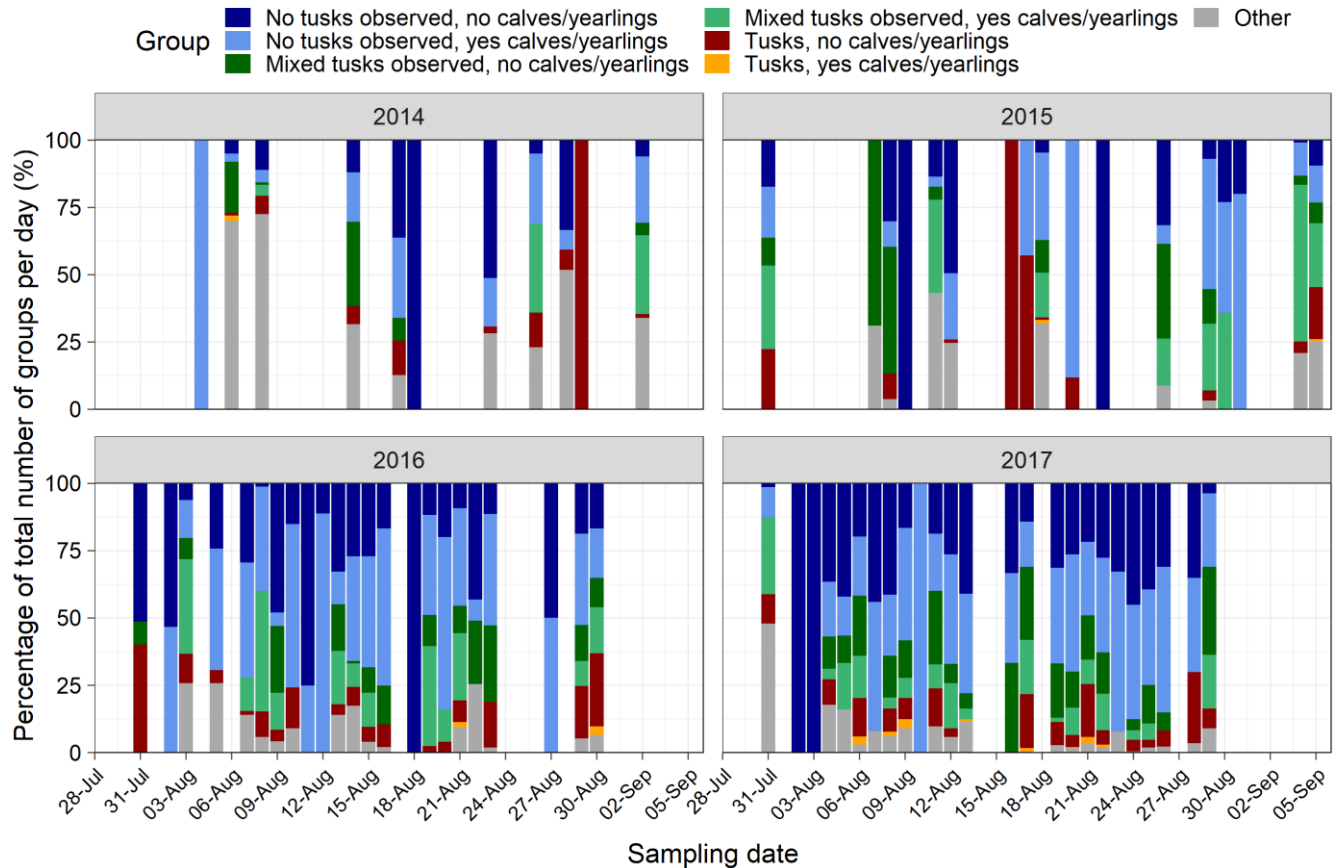 Group
No tusks observed, no calves/yearlings
No tusks observed, yes calves/yearlings
Mixed tusks observed, no calves/yearlings
Mixed tusks observed, yes calves/yearlings
Tusks, no calves/yearlings
Tusks, yes calves/yearlings
Other
Percentage of total number of groups per day (%)
2014
2015
100
75
50
25
0
2016
2017
100
75
50
25
0
28-Jul 31-Jul 03-Aug 06-Aug 09-Aug 12-Aug 15-Aug 18-Aug 21-Aug 24-Aug 27-Aug 30-Aug 02-Sep 05-Sep
28-Jul 31-Jul 03-Aug 06-Aug 09-Aug 12-Aug 15-Aug 18-Aug 21-Aug 24-Aug 27-Aug 30-Aug 02-Sep 05-Sep
Sampling date